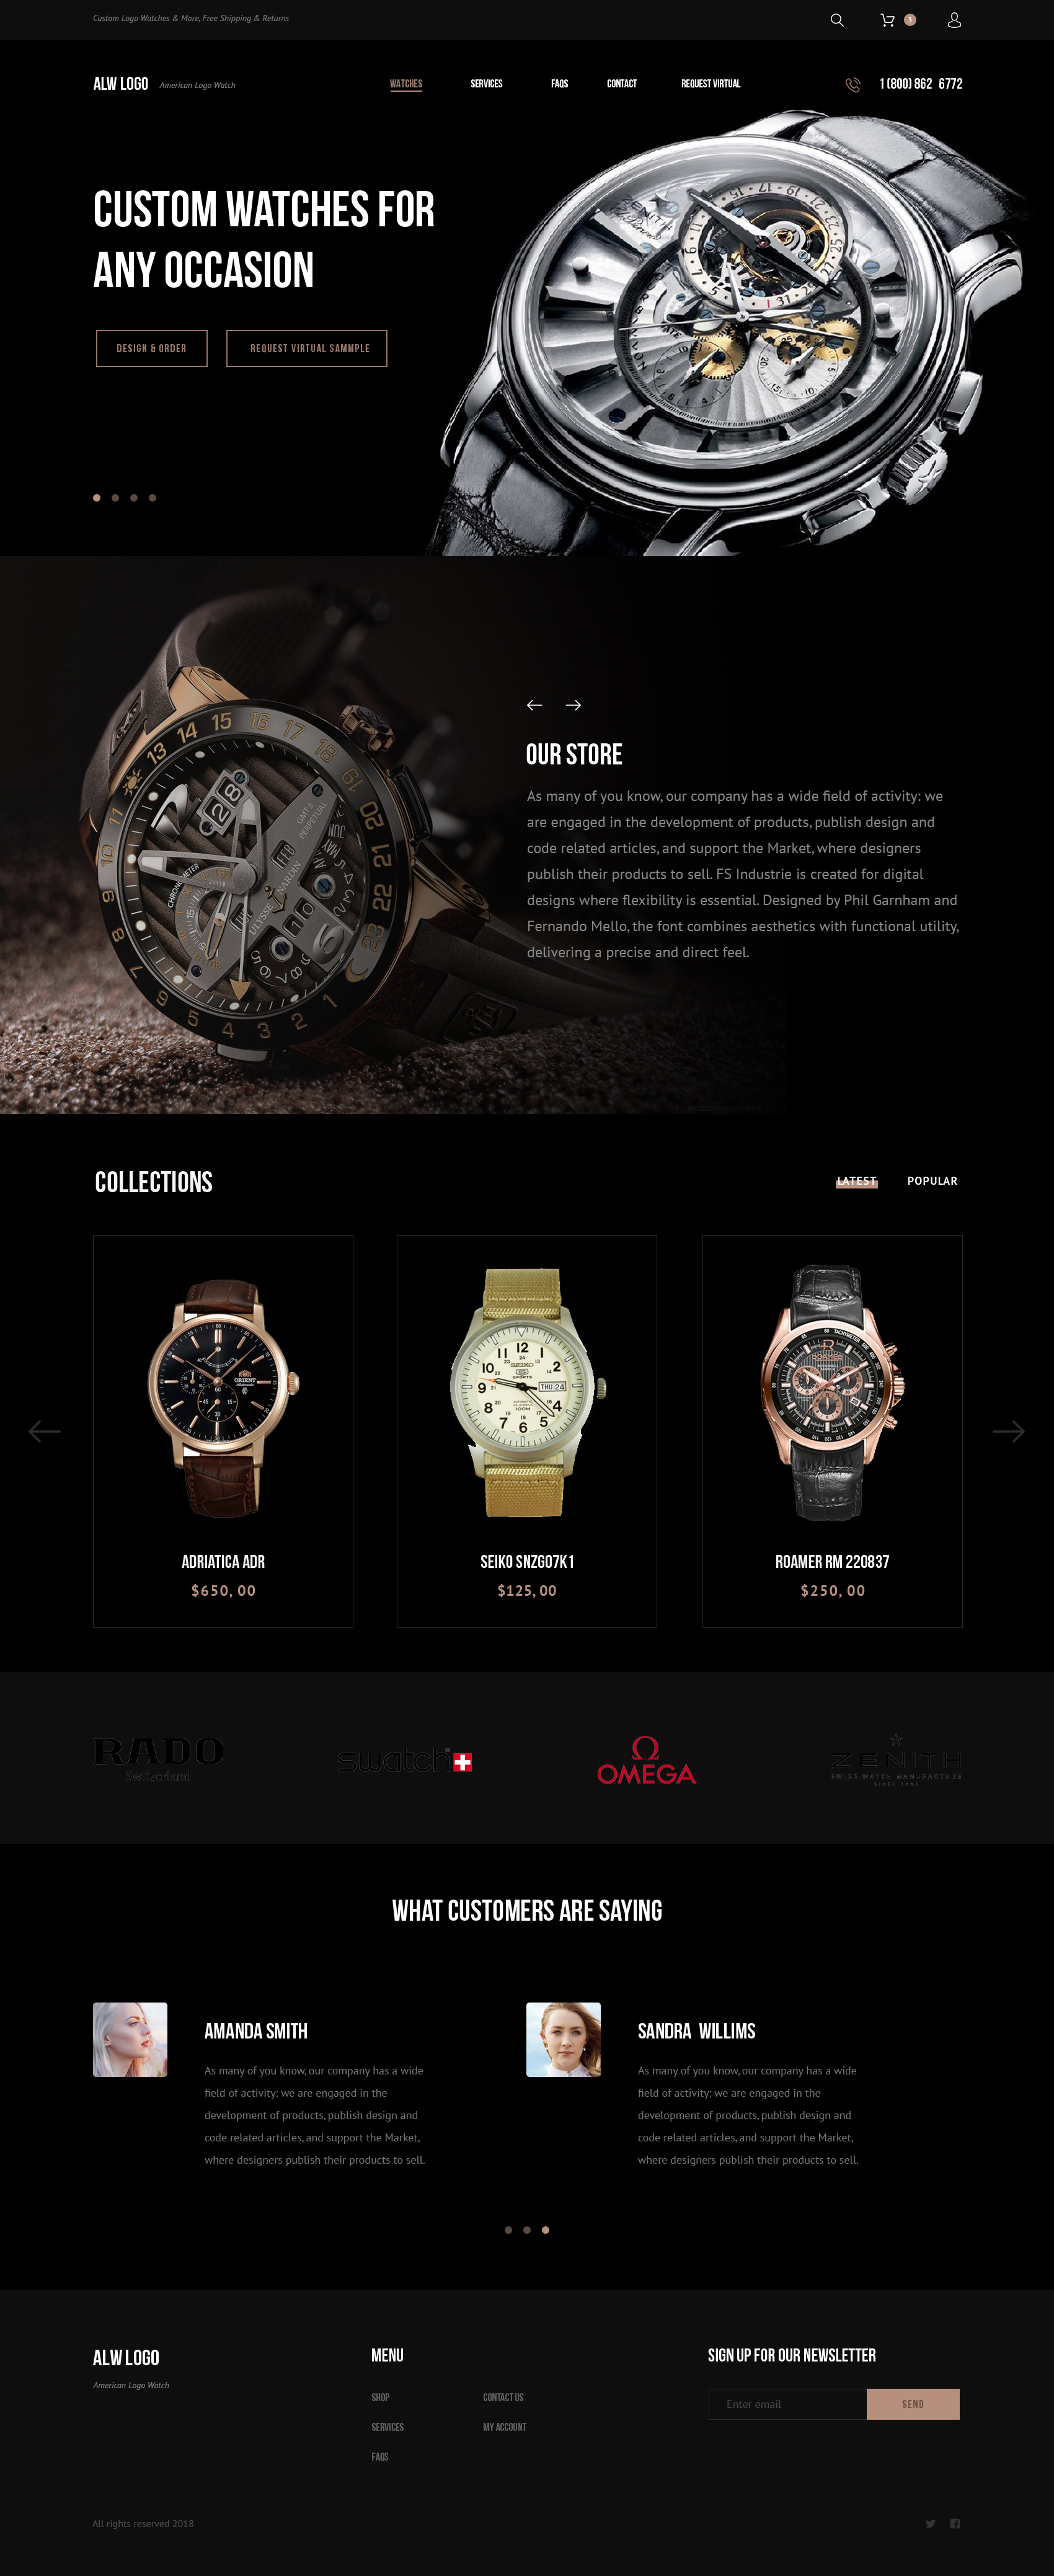 Custom Logo Watches & More, Free Shipping & Returns
3
ALW LOGO
American Logo Watch
WATCHES
SERVICES
FAQS
CONTACT
REQUEST VIRTUAL
1 (800) 862 6772
CUSTOM WATCHES FOR
ANY OCCASION
DESIGN & ORDER
REQUEST VIRTUAL SAMMPLE
OUR STORE
As many of you know, our company has a wide field of activity: we
are engaged in the development of products, publish design and
code related articles, and support the Market, where designers
publish their products to sell. FS Industrie is created for digital
designs where flexibility is essential. Designed by Phil Garnham and
Fernando Mello, the font combines aesthetics with functional utility,
delivering a precise and direct feel.
COLLECTIONS
LATEST
POPULAR
ADRIATICA ADR
$650, 00
SEIKO SNZG07K1
$125, 00
ROAMER RM 220837
$250, 00
RADO
Switzerland
swatch
OMEGA
ZENITH
SWISS WATCH MANUFACTURE
SINCE 1865
WHAT CUSTOMERS ARE SAYING
AMANDA SMITH
As many of you know, our company has a wide
field of activity: we are engaged in the
development of products, publish design and
code related articles, and support the Market,
where designers publish their products to sell.
SANDRA WILLIMS
As many of you know, our company has a wide
field of activity: we are engaged in the
development of products, publish design and
code related articles, and support the Market,
where designers publish their products to sell.
ALW LOGO
American Logo Watch
MENU
SHOP
CONTACT US
SERVICES
MY ACCOUNT
FAQS
SIGN UP FOR OUR NEWSLETTER
Enter email
SEND
All rights reserved 2018